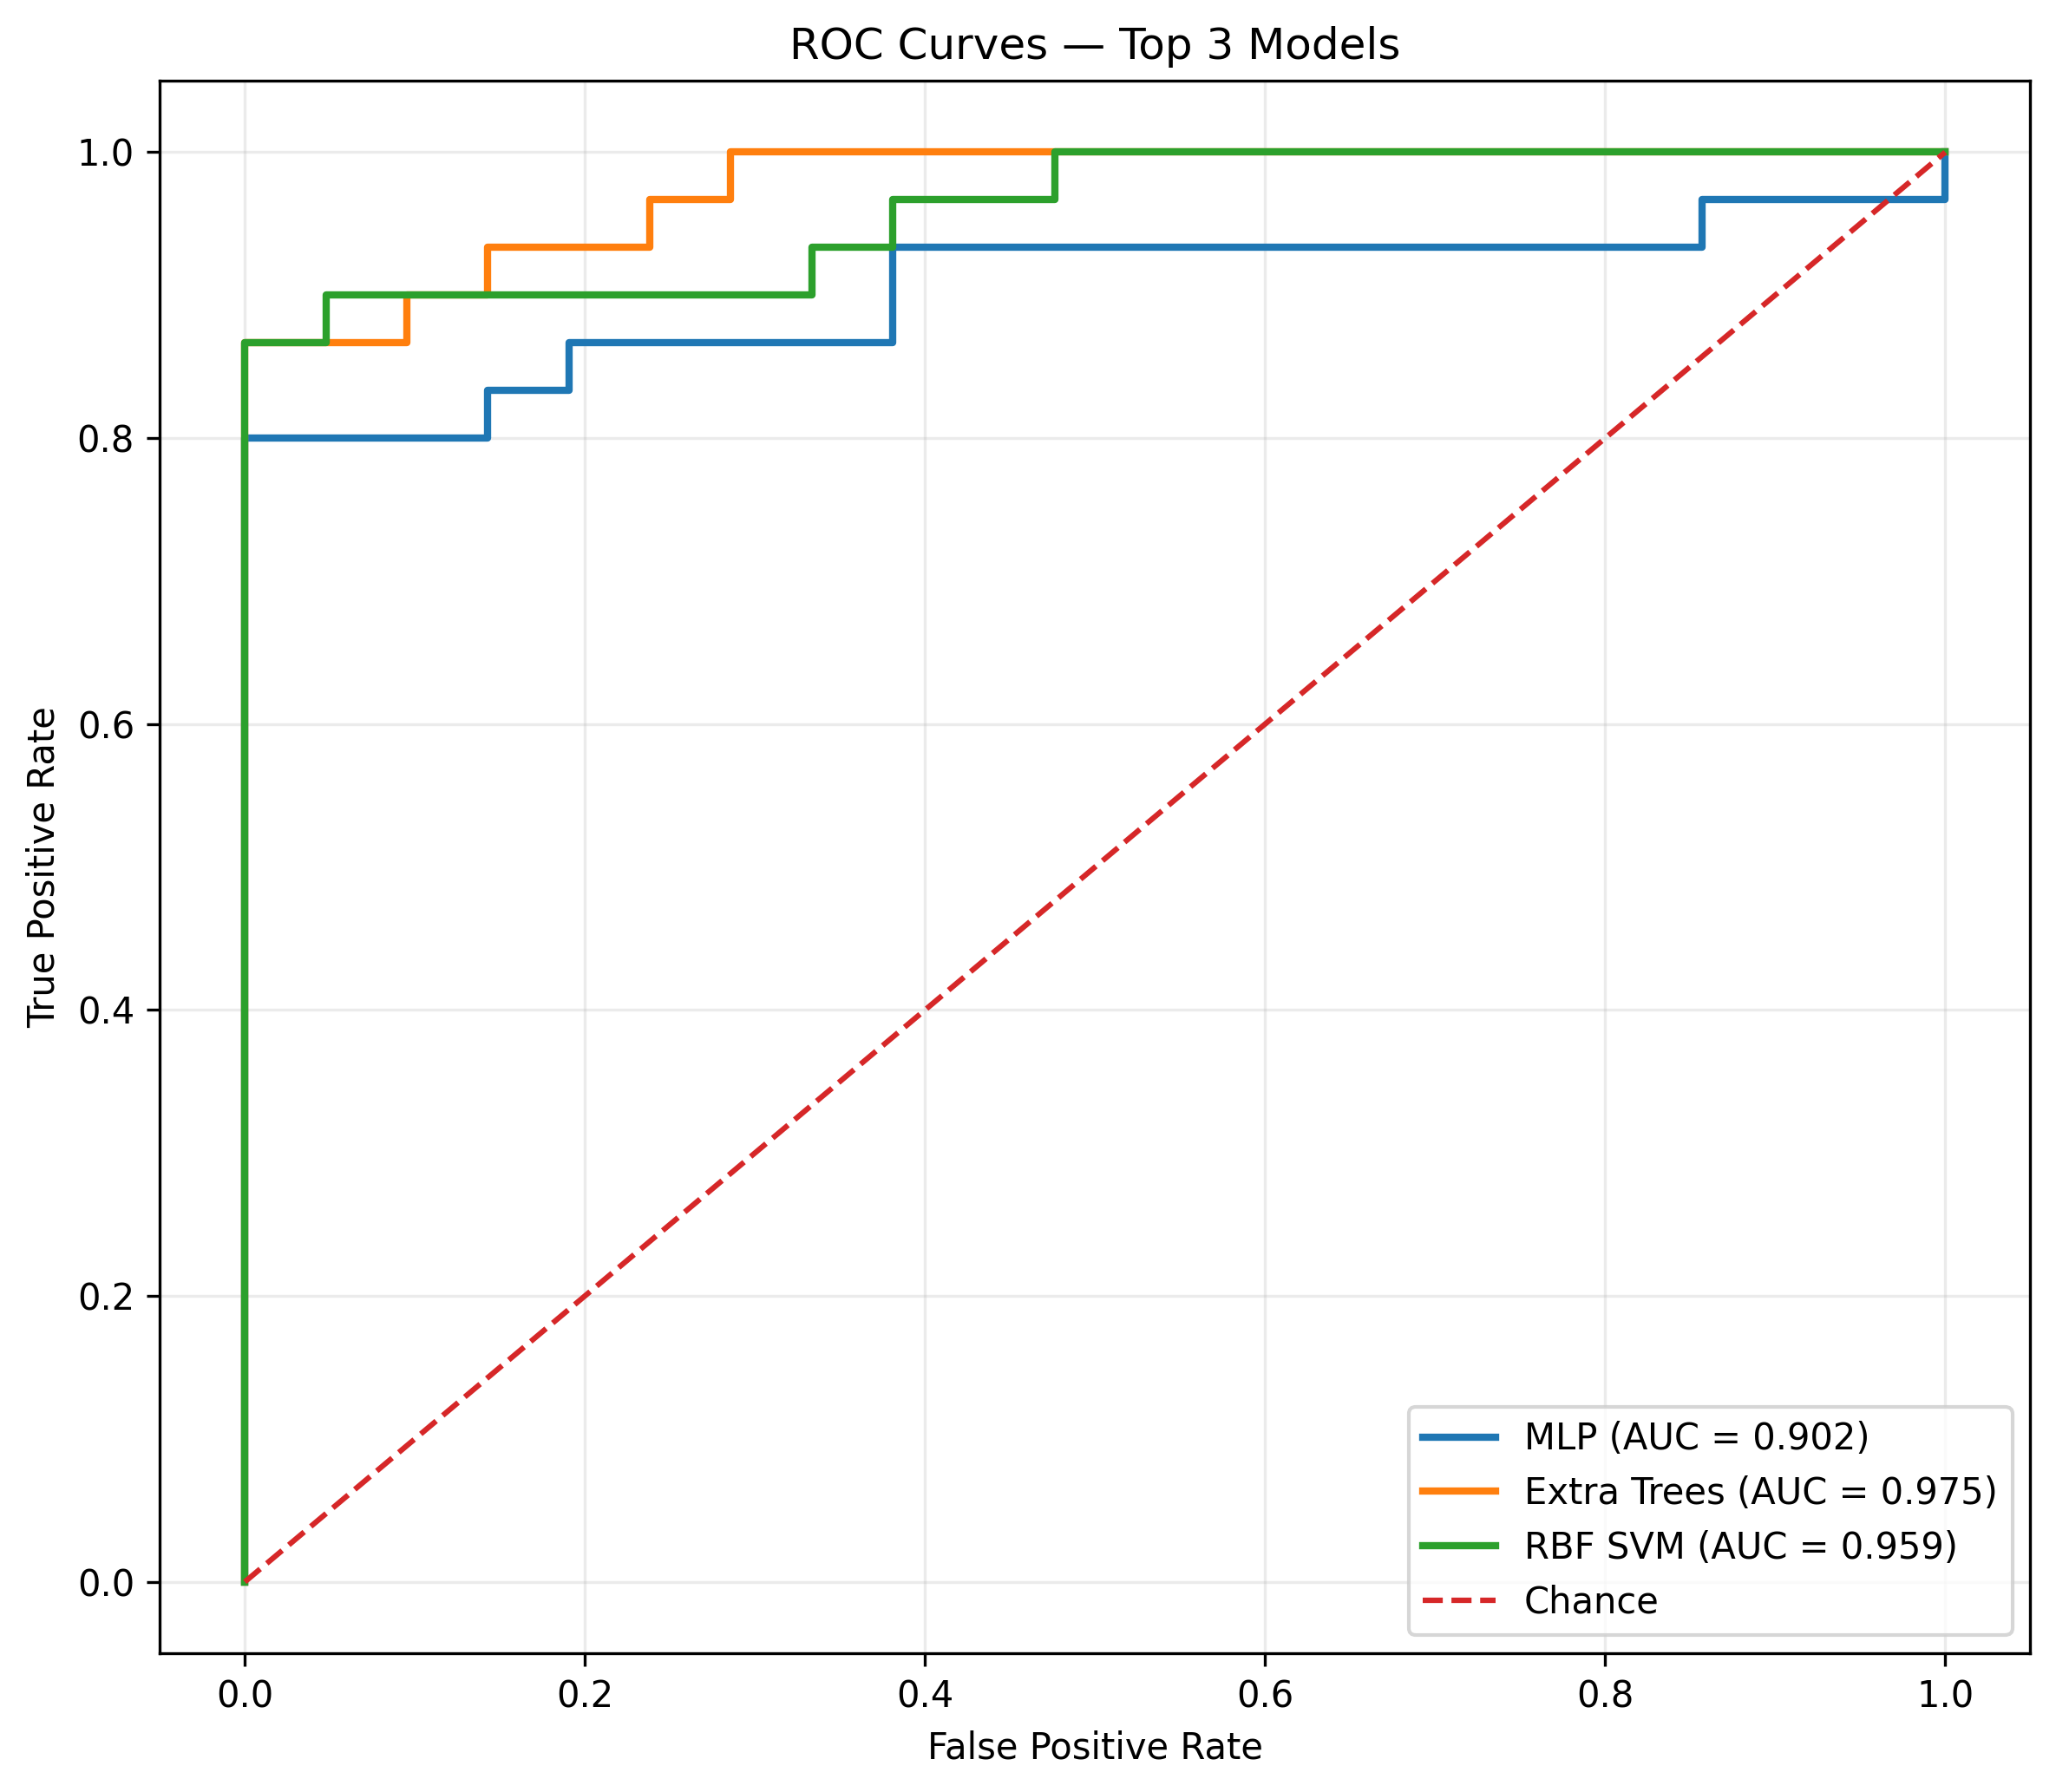 ROC Curves — Top 3 Models
True Positive Rate
1.0
0.8
0.6
0.4
0.2
0.0
0.0 0.2 0.4 0.6 0.8 1.0
False Positive Rate
MLP (AUC = 0.902)
Extra Trees (AUC = 0.975)
RBF SVM (AUC = 0.959)
Chance